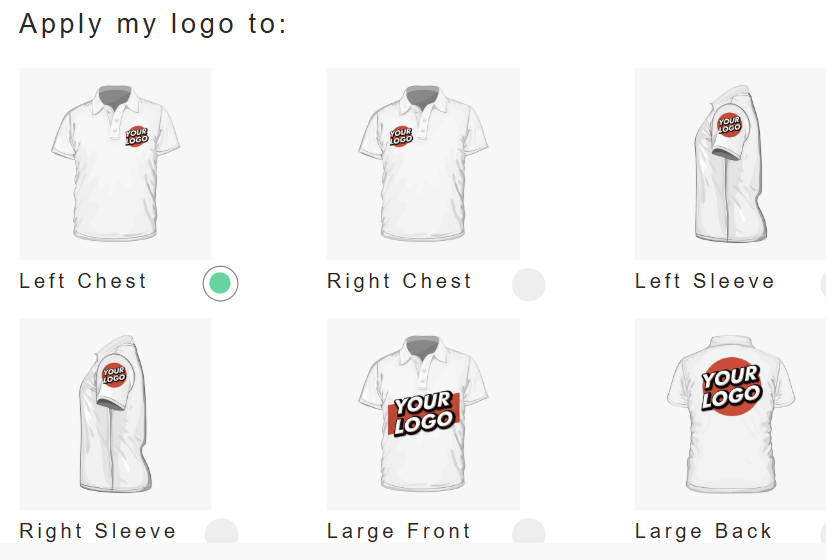 Apply my logo to:
YOUR
LOGO
YOUR
LOGO
YOUR
LOGO
Left Chest
Right Chest
Left Sleeve
YOUR
LOGO
YOUR
LOGO
YOUR
LOGO
Right Sleeve
Large Front
Large Back